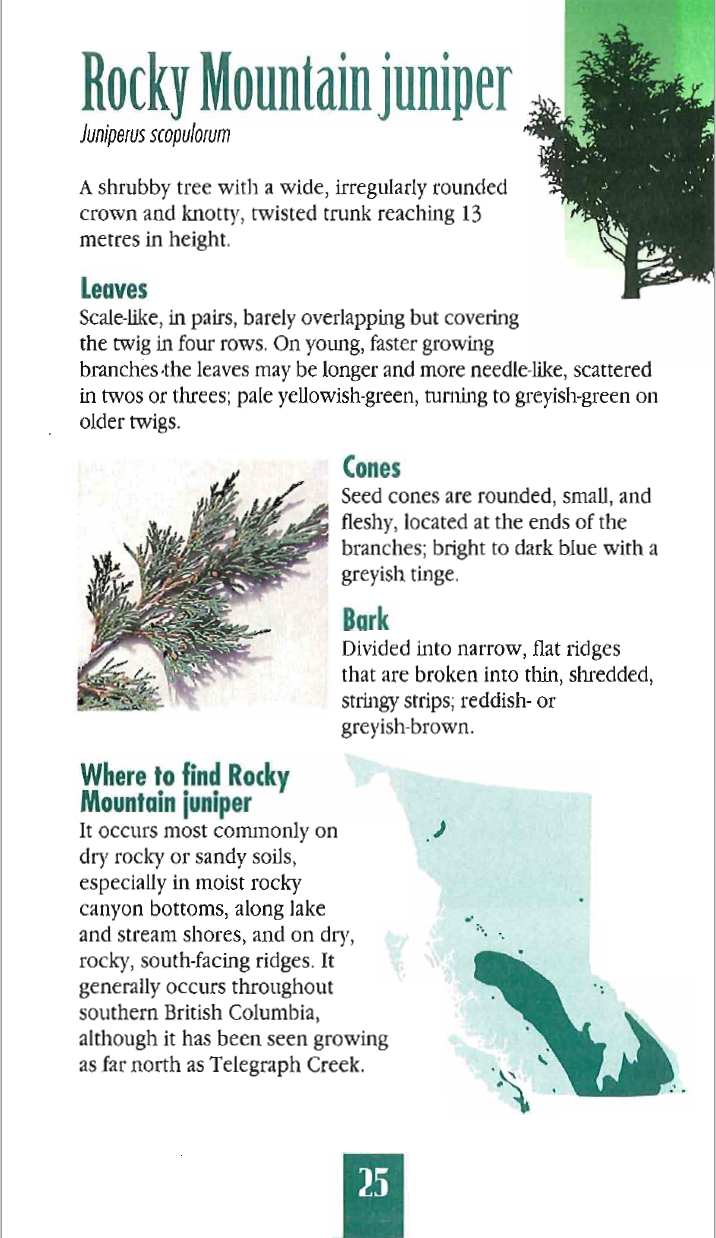 Rocky Mountain juniper
Juniperus scopulorum
A shrubby tree with a wide, irregularly rounded
crown and knotty, twisted trunk reaching 13
metres in height.
Leaves
Scale-like, in pairs, barely overlapping but covering
the twig in four rows. On young, faster growing
branches the leaves may be longer and more needle-like, scattered
in twos or threes; pale yellowish-green, turning to greyish-green on
older twigs.
Cones
Seed cones are rounded, small, and
fleshy, located at the ends of the
branches; bright to dark blue with a
greyish tinge.
Bark
Divided into narrow, flat ridges
that are broken into thin, shredded,
stringy strips; reddish- or
greyish-brown.
Where to find Rocky
Mountain juniper
It occurs most commonly on
dry rocky or sandy soils,
especially in moist rocky
canyon bottoms, along lake
and stream shores, and on dry,
rocky, south-facing ridges. It
generally occurs throughout
southern British Columbia,
although it has been seen growing
as far north as Telegraph Creek.
25